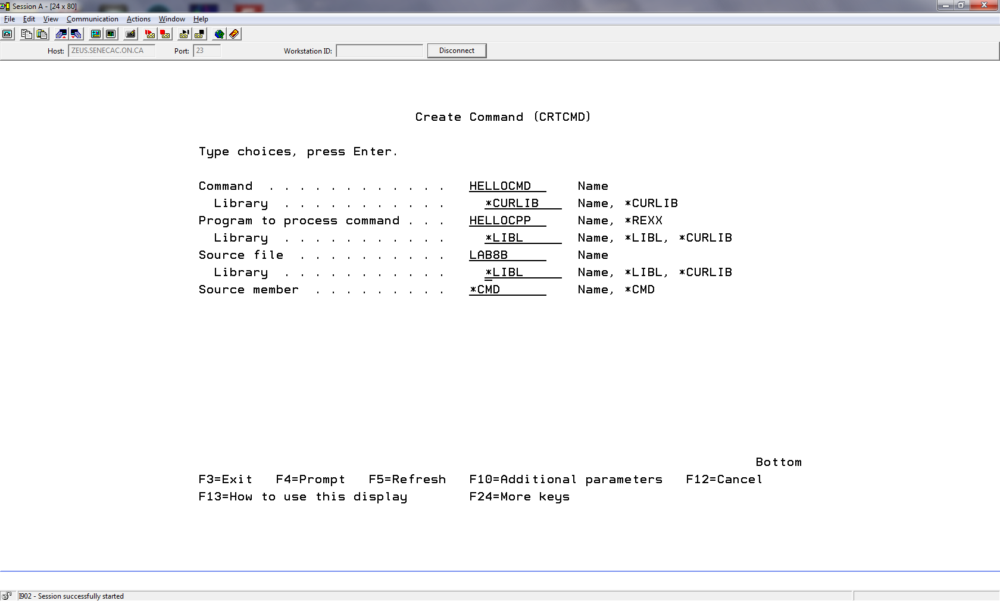 Session A - [24 x 80]
File Edit View Communication Actions Window Help
Host: ZEUS.SENECAC.ON.CA Port: 23 Workstation ID: Disconnect
Create Command (CRTCMD)
Type choices, press Enter.
Command . . . . . . . . . . . . HELLOCMD Name
Library . . . . . . . . . . . *CURLIB Name, *CURLIB
Program to process command . . . HELLOCPP Name, *REXX
Library . . . . . . . . . . . *LIBL Name, *LIBL, *CURLIB
Source file . . . . . . . . . . LAB8B Name
Library . . . . . . . . . . . *LIBL Name, *LIBL, *CURLIB
Source member . . . . . . . . . *CMD Name, *CMD
Bottom
F3=Exit F4=Prompt F5=Refresh F10=Additional parameters F12=Cancel
F13=How to use this display F24=More keys
I902 - Session successfully started